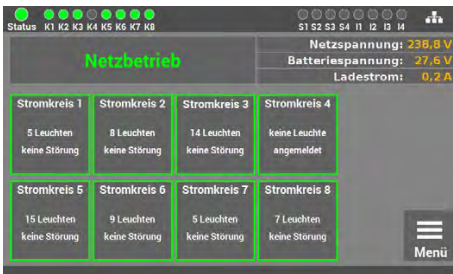 Status K1 K2 K3 K4 K5 K6 K7 K8 S1 S2 S3 S4 I1 I2 I3 I4
Netzbetrieb
Netzspannung: 238,8 V
Batteriespannung: 27,6 V
Ladestrom: 0,2 A
Stromkreis 1 Stromkreis 2 Stromkreis 3 Stromkreis 4
5 Leuchten 8 Leuchten 14 Leuchten keine Leuchte
keine Störung keine Störung keine Störung angemeldet
Stromkreis 5 Stromkreis 6 Stromkreis 7 Stromkreis 8
15 Leuchten 9 Leuchten 5 Leuchten 7 Leuchten
keine Störung keine Störung keine Störung keine Störung
Menü